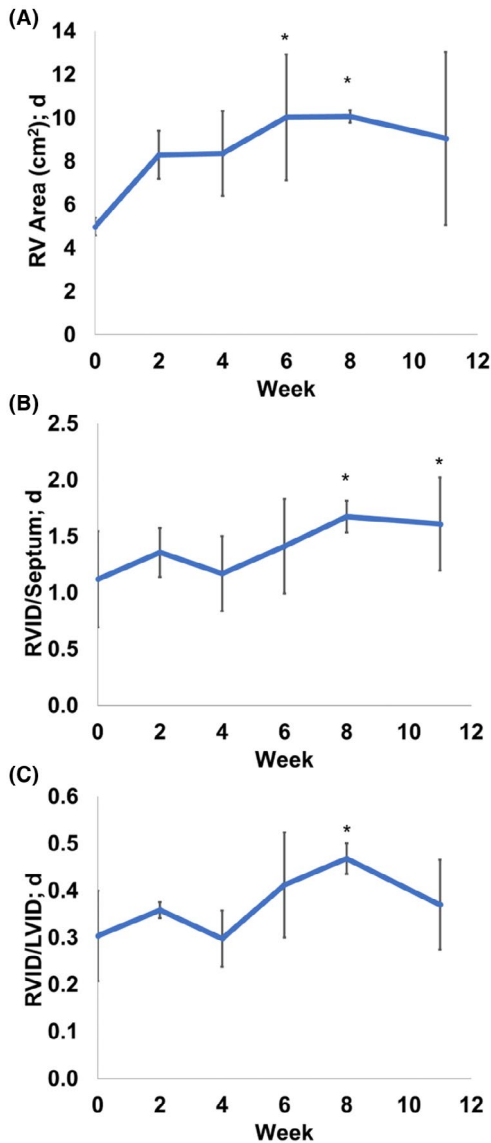 (A)
RV Area (cm²); d
14
12
10
8
6
4
2
0
* *
0 2 4 6 8 10 12
Week
(B)
RVID/Septum; d
2.5
2.0
1.5
1.0
0.5
0.0
* *
0 2 4 6 8 10 12
Week
(C)
RVID/LVID; d
0.6
0.5
0.4
0.3
0.2
0.1
0.0
*
0 2 4 6 8 10 12
Week